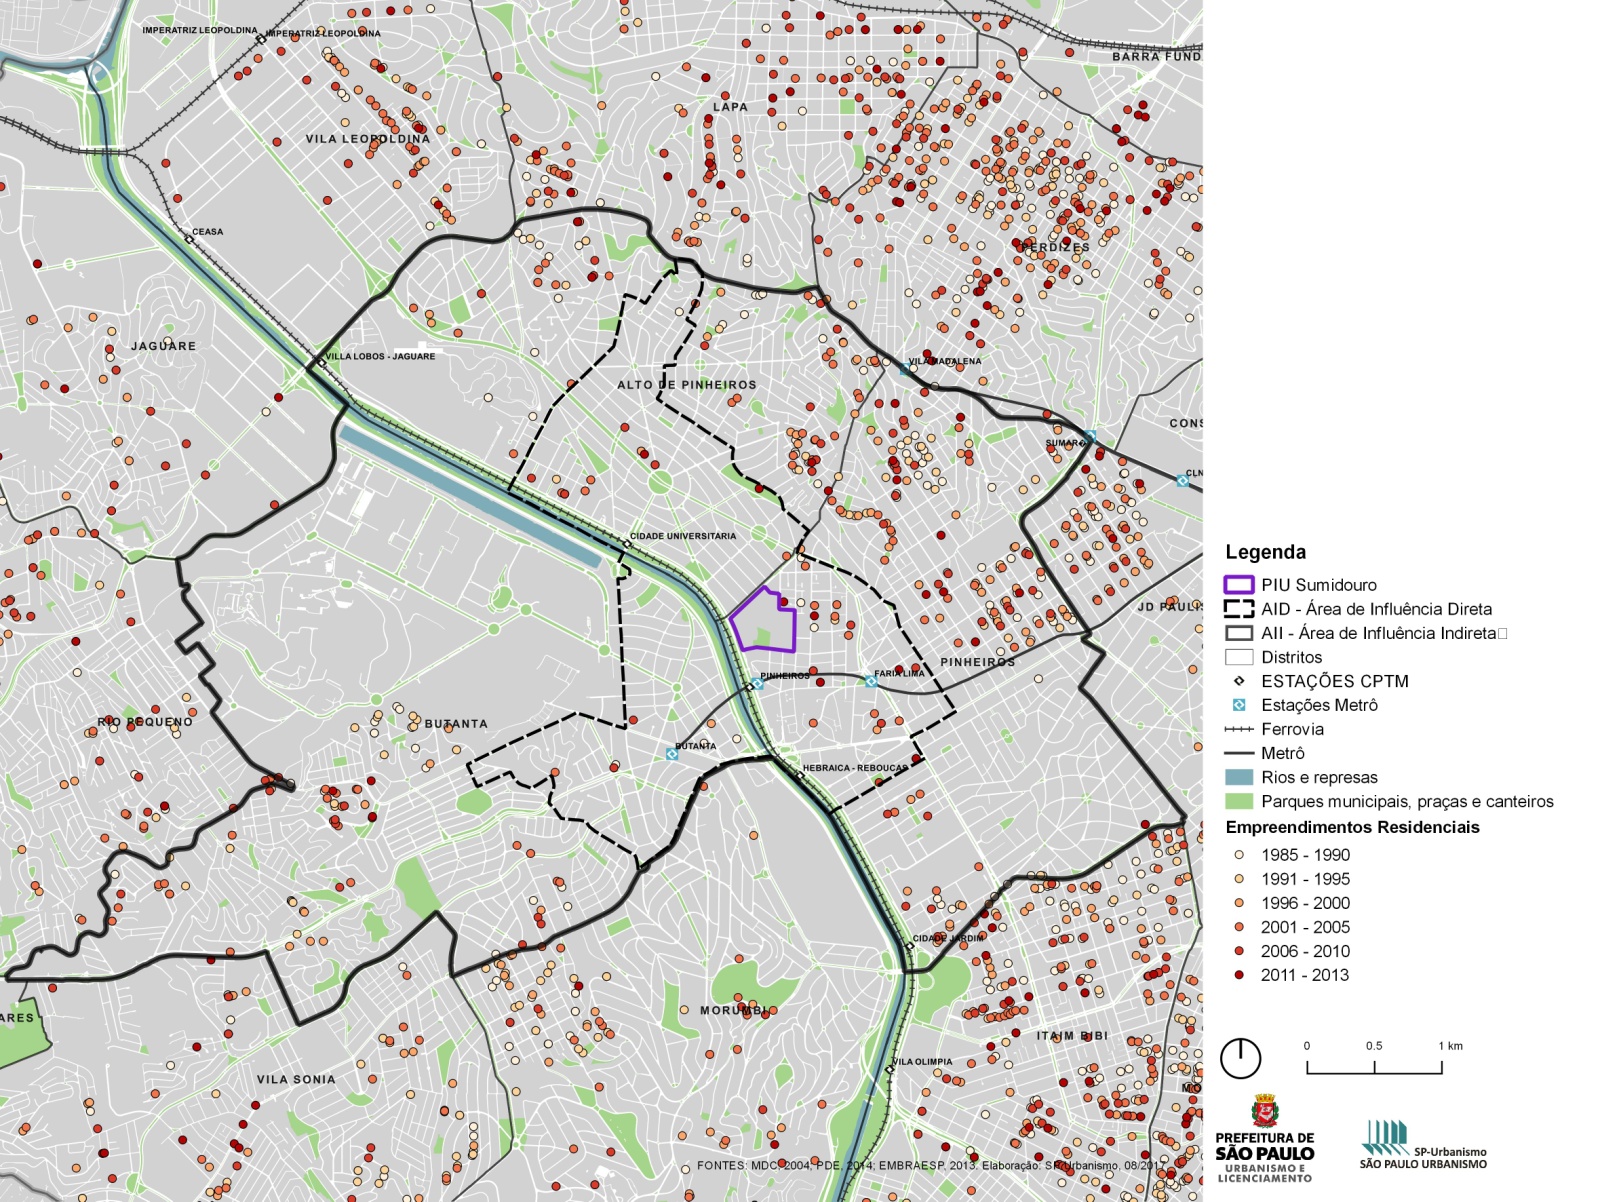 IMPERATRIZ LEOPOLDINA
IMPERATRIZ LEOPOLDINA
BARRA FUND
LAPA
VILA LEOPOLDINA
CEASA
PERDIZES
JAGUARE
VILLA LOBOS - JAGUARE
VILA MADALENA
ALTO DE PINHEIROS
CONS
SUMAR
CLN
CIDADE UNIVERSITARIA
JD PAULIS
PINHEIROS
PINHEIROS
FARIA LIMA
RIO PEQUENO
BUTANTA
BUTANTA
HEBRAICA - REBOUCAS
CIDADE JARDIM
ARES
MORUMBI
ITAIM BIBI
VILA OLIMPIA
VILA SONIA
MO
FONTES: MDC, 2004, PDE, 2014; EMBRAESP, 2013. Elaboração: SP-Urbanismo, 08/2017
Legenda
PIU Sumidouro
AID - Área de Influência Direta
AII - Área de Influência Indireta□
Distritos
ESTAÇÕES CPTM
Estações Metrô
Ferrovia
Metrô
Rios e represas
Parques municipais, praças e canteiros
Empreendimentos Residenciais
1985 - 1990
1991 - 1995
1996 - 2000
2001 - 2005
2006 - 2010
2011 - 2013
0 0.5 1 km
PREFEITURA DE
SÃO PAULO
URBANISMO E
LICENCIAMENTO
SP-Urbanismo
SÃO PAULO URBANISMO